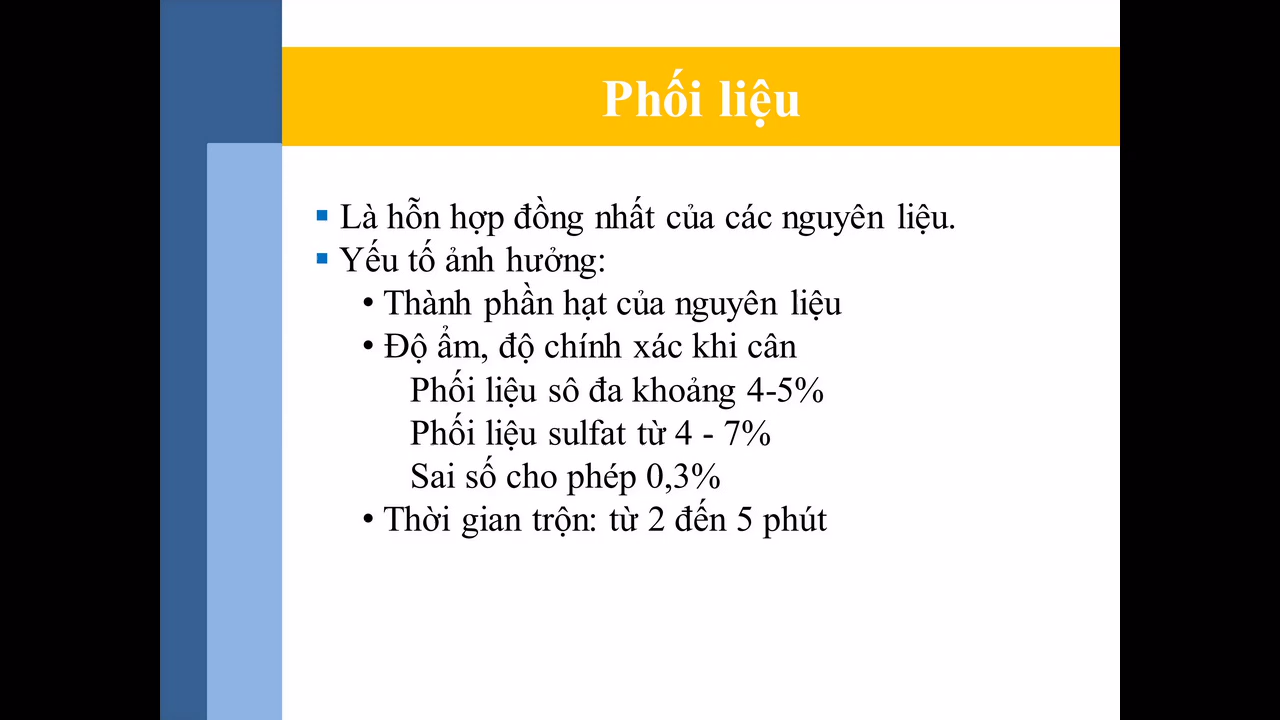 Phối liệu
Là hỗn hợp đồng nhất của các nguyên liệu.
Yếu tố ảnh hưởng:
• Thành phần hạt của nguyên liệu
• Độ ẩm, độ chính xác khi cân
Phối liệu sô đa khoảng 4-5%
Phối liệu sulfat từ 4 - 7%
Sai số cho phép 0,3%
• Thời gian trộn: từ 2 đến 5 phút